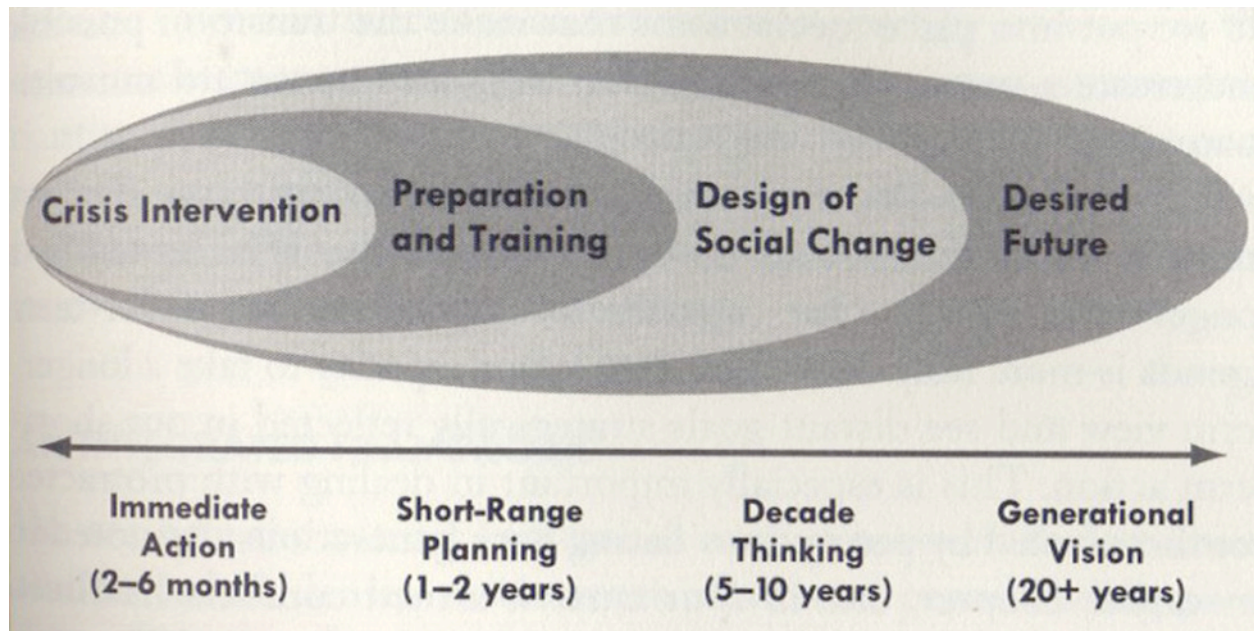 Crisis Intervention
Preparation
and Training
Design of
Social Change
Desired
Future
Immediate
Action
(2–6 months)
Short-Range
Planning
(1–2 years)
Decade
Thinking
(5–10 years)
Generational
Vision
(20+ years)